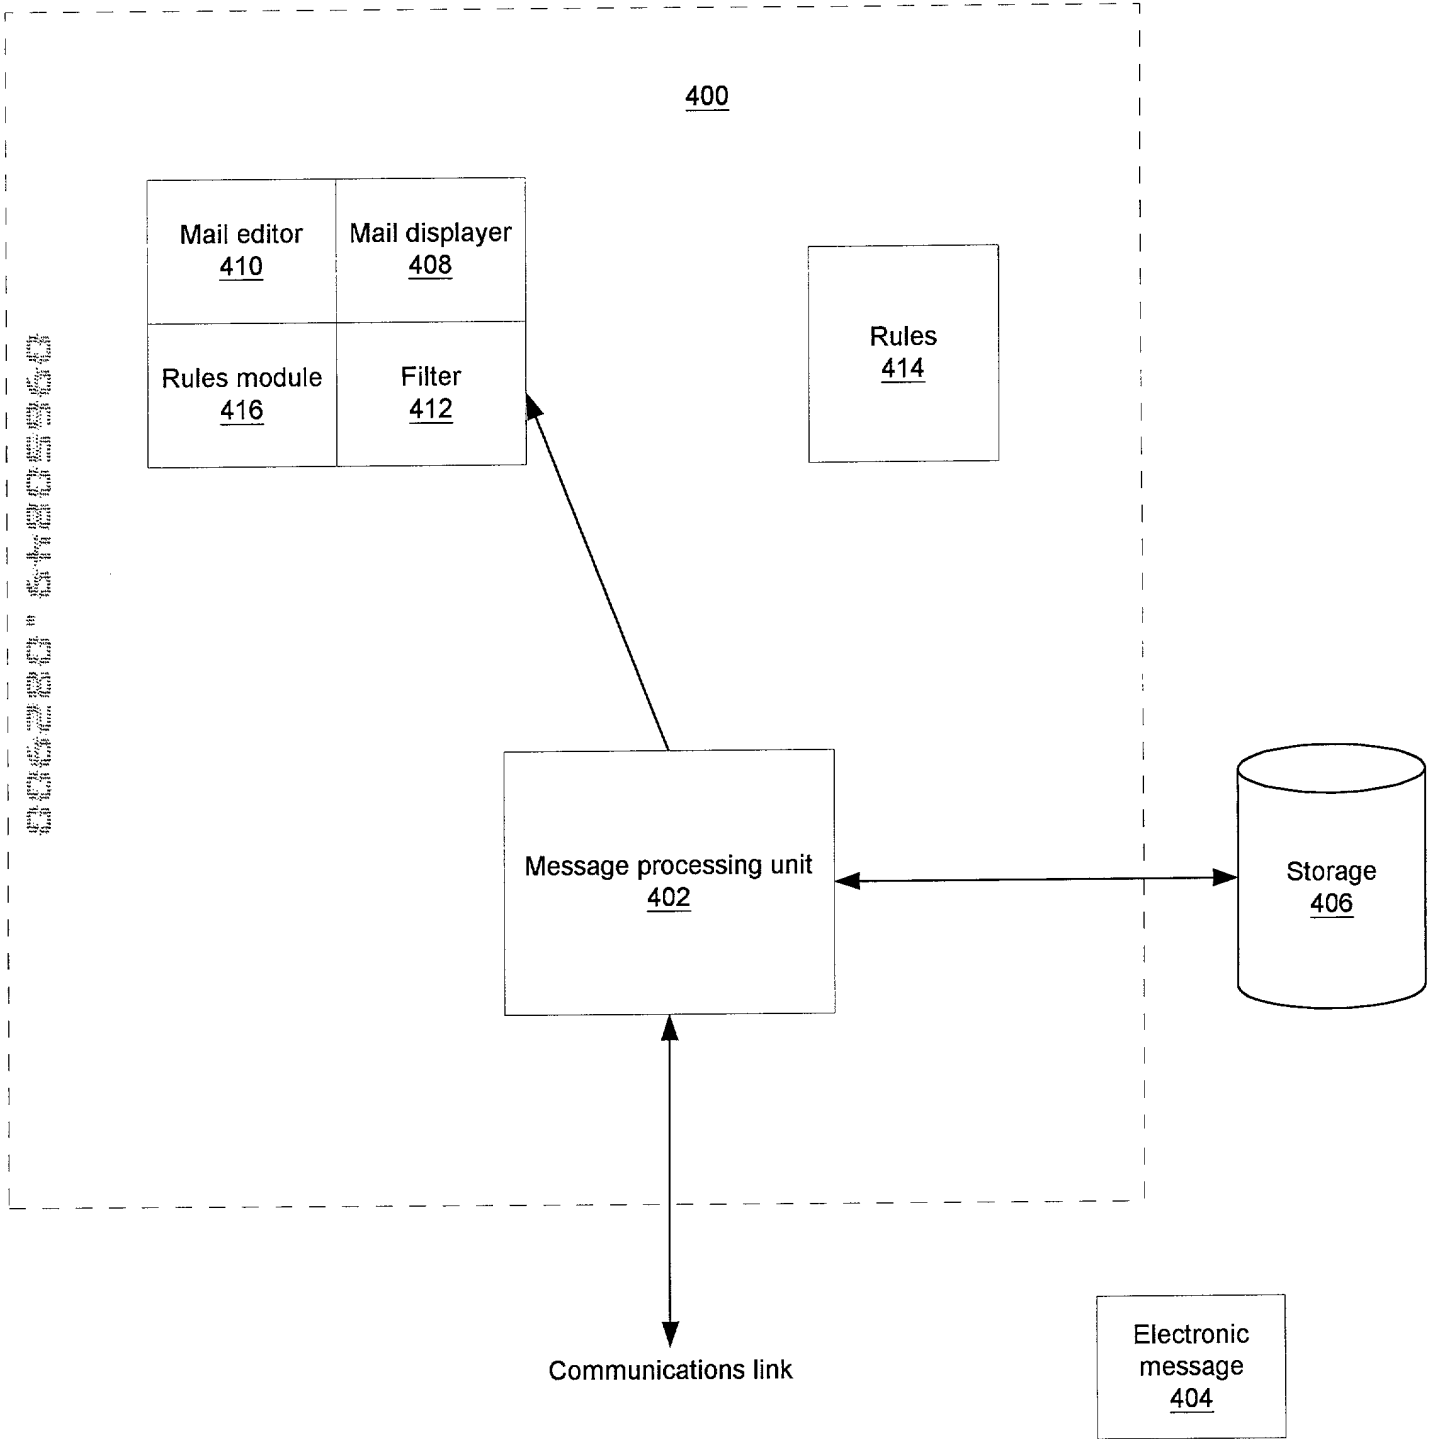 400
Mail editor
410
Mail displayer
408
Rules module
416
Filter
412
Rules
414
Message processing unit
402
Storage
406
Communications link
Electronic
message
404